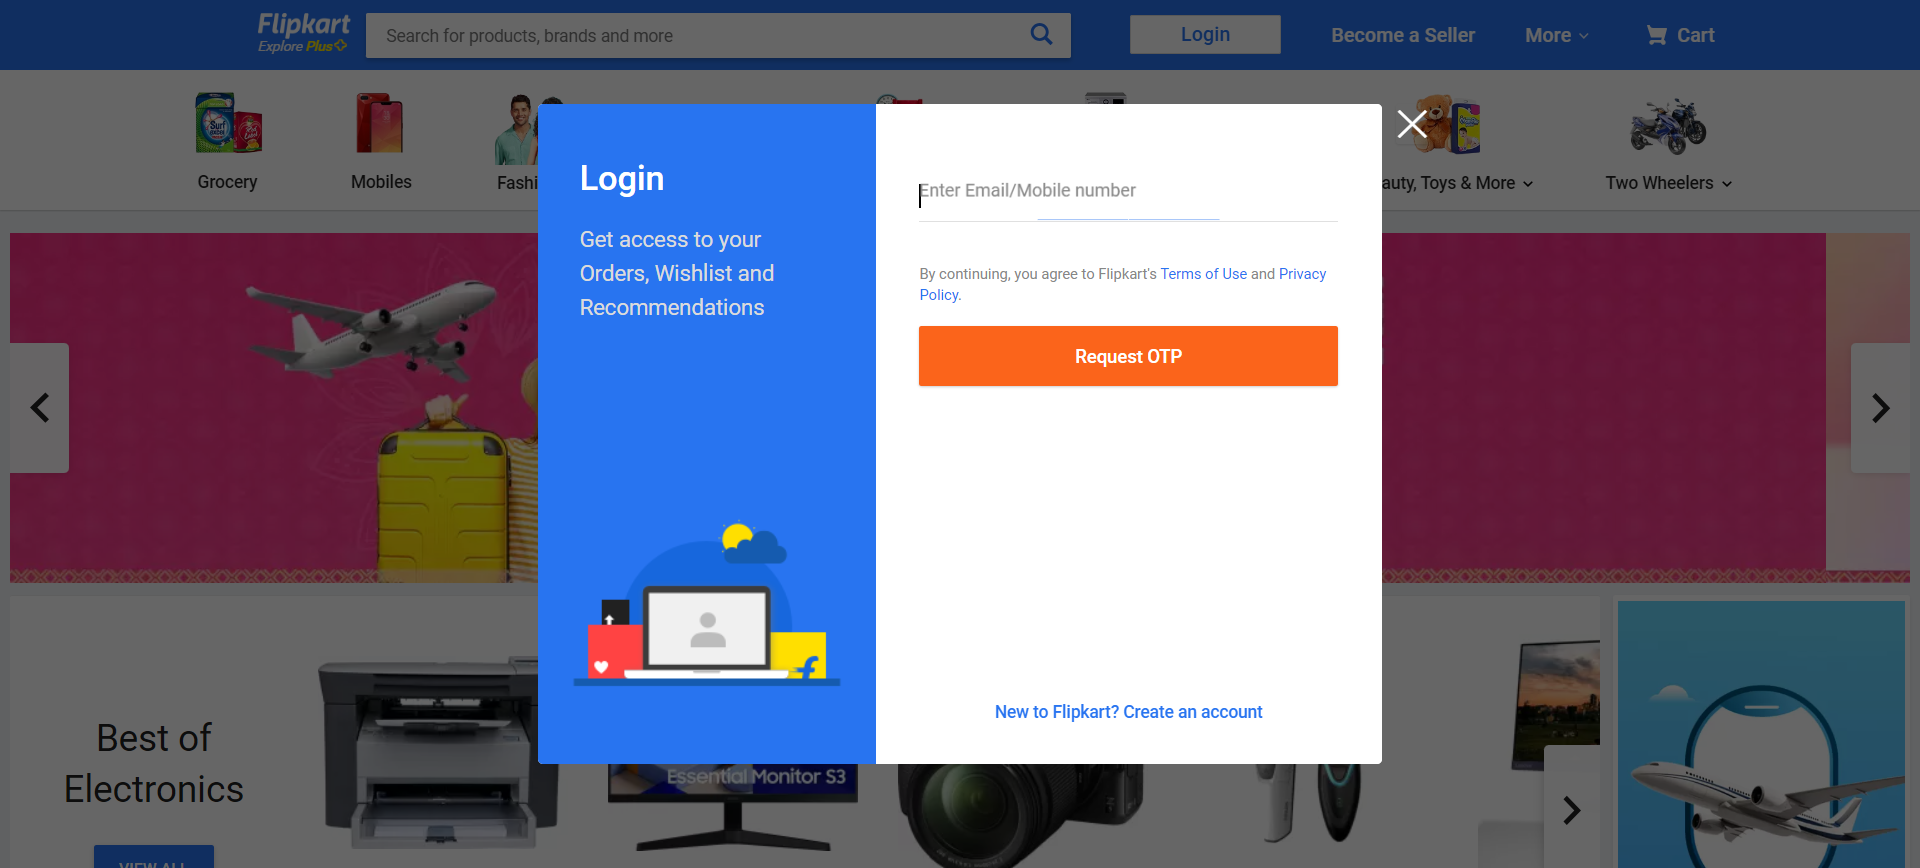 Flipkart
Explore Plus
Search for products, brands and more
Login
Become a Seller
More
Cart
Surf
Grocery
Mobiles
Fashi
auty, Toys & More
Two Wheelers
Login
Get access to your
Orders, Wishlist and
Recommendations
Enter Email/Mobile number
By continuing, you agree to Flipkart's Terms of Use and Privacy
Policy.
Request OTP
New to Flipkart? Create an account
Best of
Electronics
VIEW ALL
Essential Monitor S3